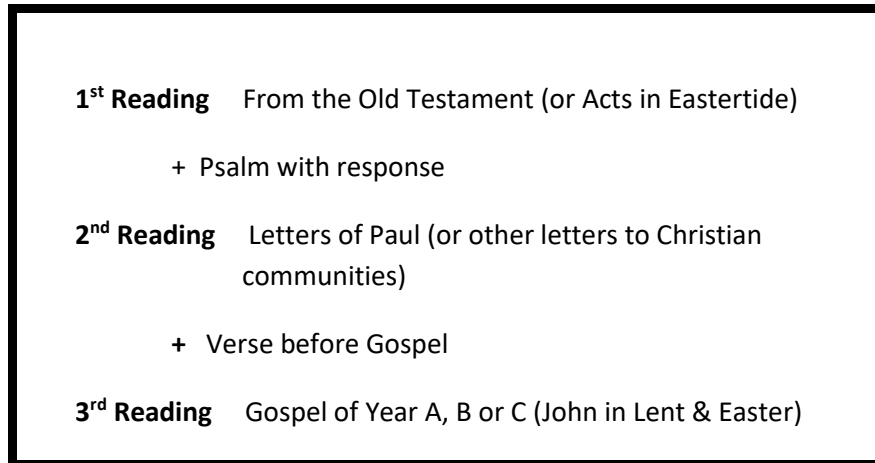 1st Reading From the Old Testament (or Acts in Eastertide)
+ Psalm with response
2nd Reading Letters of Paul (or other letters to Christian
communities)
+ Verse before Gospel
3rd Reading Gospel of Year A, B or C (John in Lent & Easter)